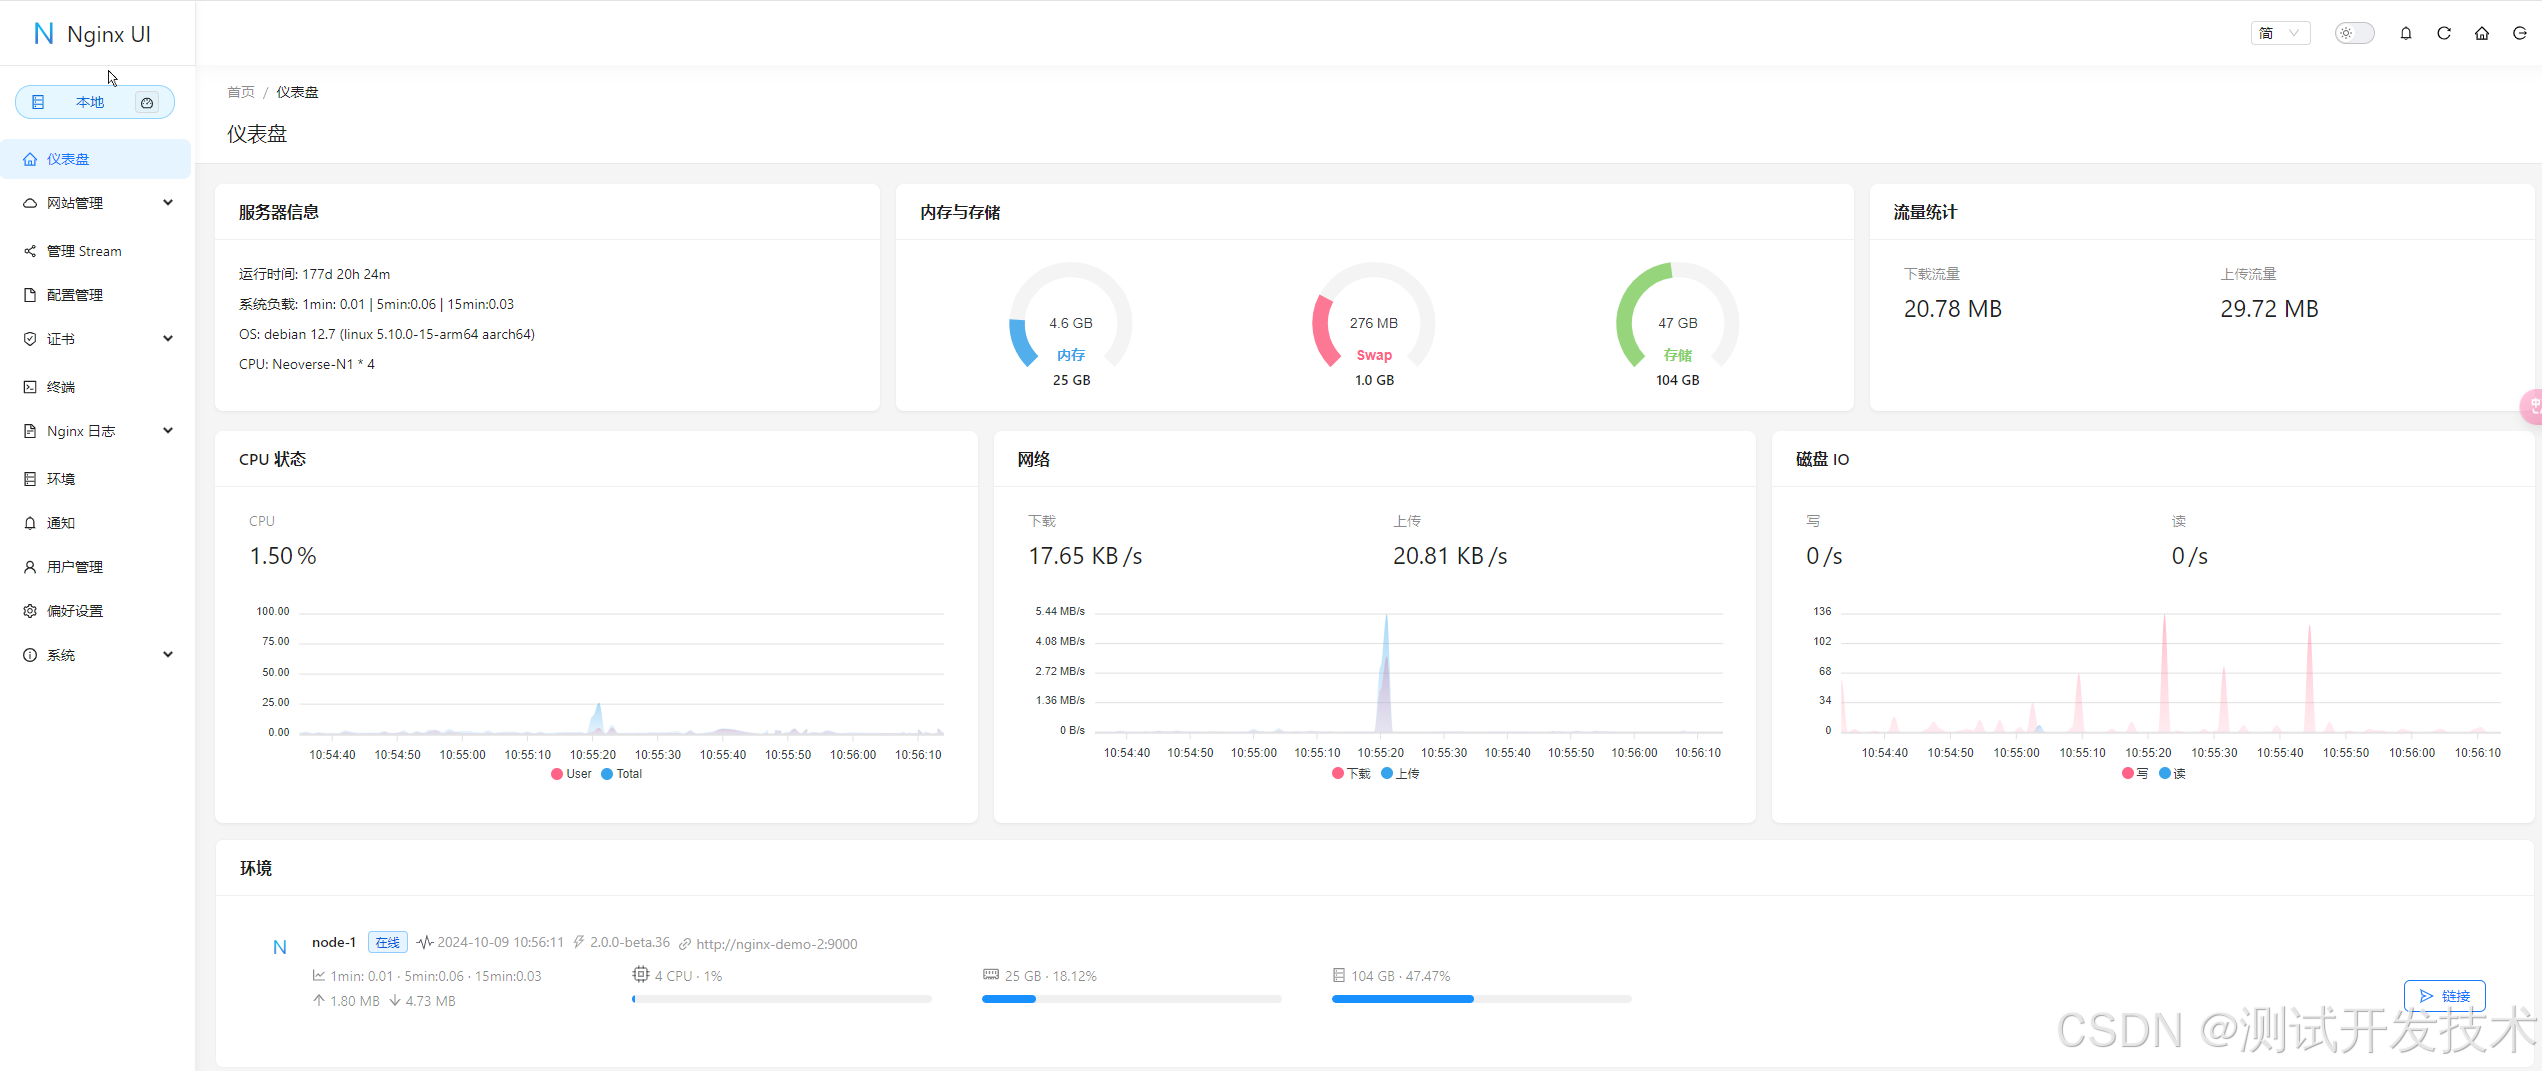 Nginx UI
简
本地
首页 / 仪表盘
仪表盘
仪表盘
网站管理
管理 Stream
配置管理
证书
终端
Nginx 日志
环境
通知
用户管理
偏好设置
系统
服务器信息
运行时间: 177d 20h 24m
系统负载: 1min: 0.01 | 5min:0.06 | 15min:0.03
OS: debian 12.7 (linux 5.10.0-15-arm64 aarch64)
CPU: Neoverse-N1 * 4
内存与存储
4.6 GB
内存
25 GB
276 MB
Swap
1.0 GB
47 GB
存储
104 GB
流量统计
下载流量
20.78 MB
上传流量
29.72 MB
CPU 状态
CPU
1.50 %
100.00
75.00
50.00
25.00
0.00
10:54:40 10:54:50 10:55:00 10:55:10 10:55:20 10:55:30 10:55:40 10:55:50 10:56:00 10:56:10
User Total
网络
下载
17.65 KB /s
上传
20.81 KB /s
5.44 MB/s
4.08 MB/s
2.72 MB/s
1.36 MB/s
0 B/s
10:54:40 10:54:50 10:55:00 10:55:10 10:55:20 10:55:30 10:55:40 10:55:50 10:56:00 10:56:10
下载 上传
磁盘 IO
写
0 /s
读
0 /s
136
102
68
34
0
10:54:40 10:54:50 10:55:00 10:55:10 10:55:20 10:55:30 10:55:40 10:55:50 10:56:00 10:56:10
写 读
环境
node-1 在线 2024-10-09 10:56:11 2.0.0-beta.36 http://nginx-demo-2:9000
1min: 0.01 · 5min:0.06 · 15min:0.03
4 CPU · 1%
25 GB · 18.12%
104 GB · 47.47%
1.80 MB 4.73 MB
链接
CSDN @测试开发技术